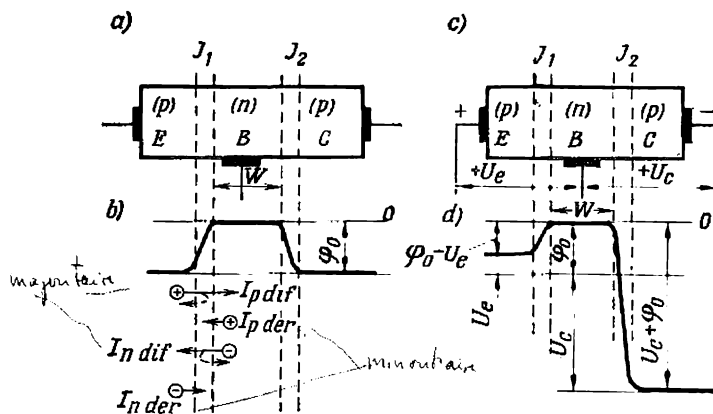 a)
J1 J2
(p) (n) (p)
E B C
W
b)
0
φ0
majoritaire
⊕ Ip dif
⊕ Ip der
In dif ⊖
minoritaire
⊖ In der
c)
J1 J2
+ (p) (n) (p) −
E B C
+Ue +Uc
d)
W
0
φ0-Ue
φ0
Ue
Uc
Uc+φ0